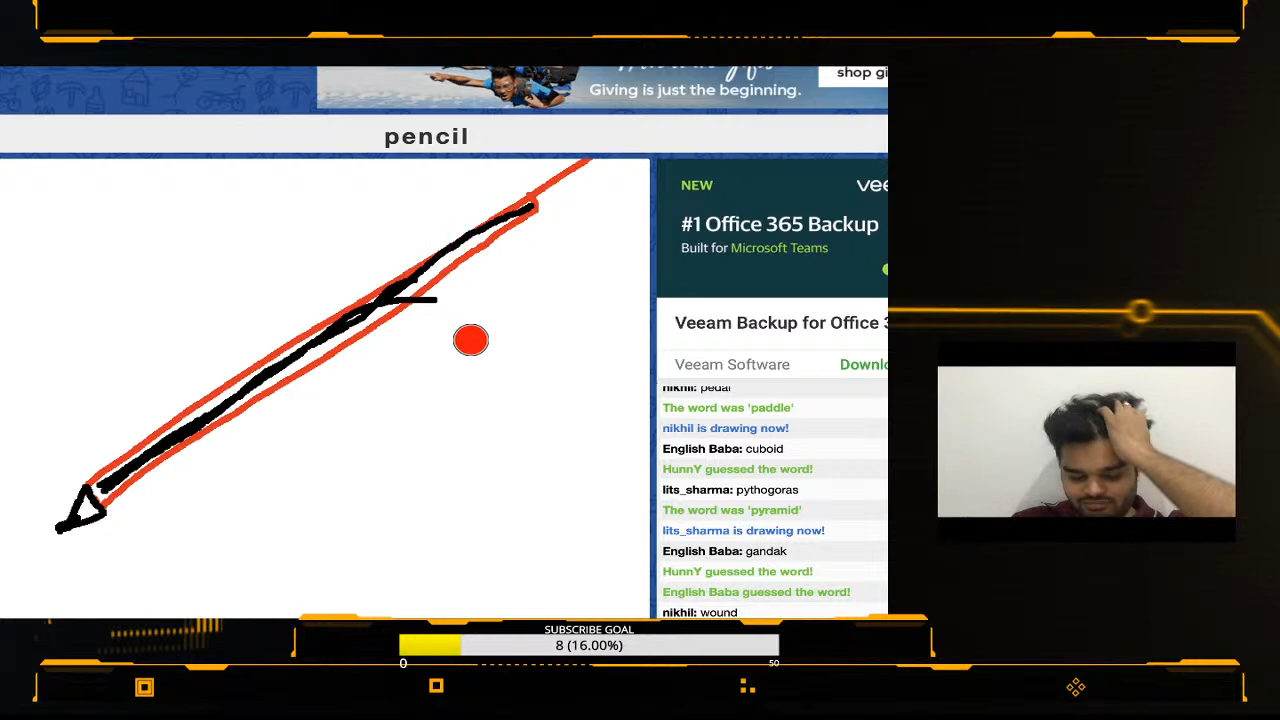 shop gi
Giving is just the beginning.
pencil
NEW
vee
#1 Office 365 Backup
Built for Microsoft Teams
Veeam Backup for Office 3
Veeam Software
Downlo
nikhil: pedal
The word was 'paddle'
nikhil is drawing now!
English Baba: cuboid
HunnY guessed the word!
lits_sharma: pythogoras
The word was 'pyramid'
lits_sharma is drawing now!
English Baba: gandak
HunnY guessed the word!
English Baba guessed the word!
nikhil: wound
SUBSCRIBE GOAL
8 (16.00%)
0
50